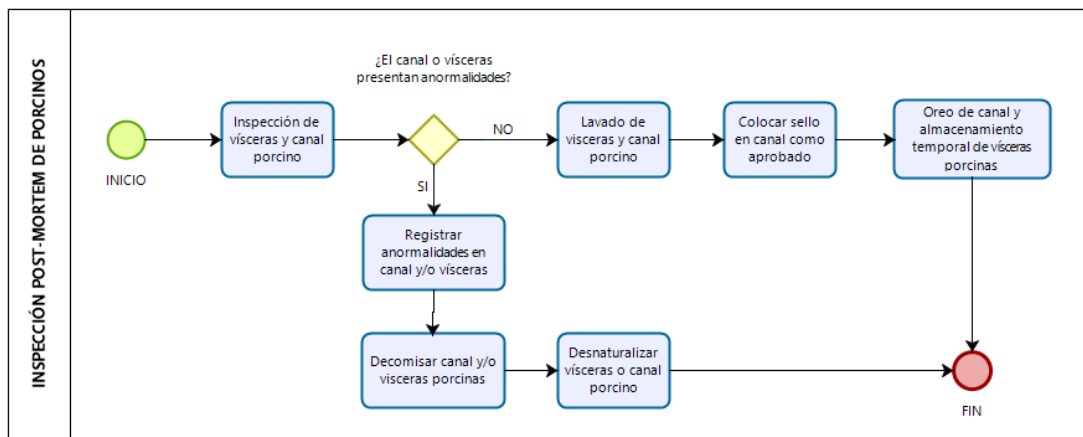 INSPECCIÓN POST-MORTEM DE PORCINOS
¿El canal o vísceras
presentan anormalidades?
INICIO
Inspección de
vísceras y canal
porcino
NO
SI
Lavado de
visceras y canal
porcino
Colocar sello
en canal como
aprobado
Oreo de canal y
almacenamiento
temporal de vísceras
porcinas
Registrar
anormalidades en
canal y/o vísceras
Decomisar canal y/o
visceras porcinas
Desnaturalizar
vísceras o canal
porcino
FIN